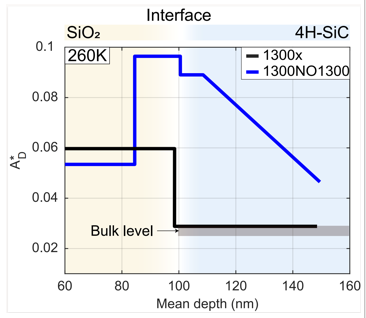 Interface
SiO₂ 4H-SiC
0.1
260K
1300x
1300NO1300
0.08
0.06
0.04
0.02
A*D
Bulk level
60 80 100 120 140 160
Mean depth (nm)